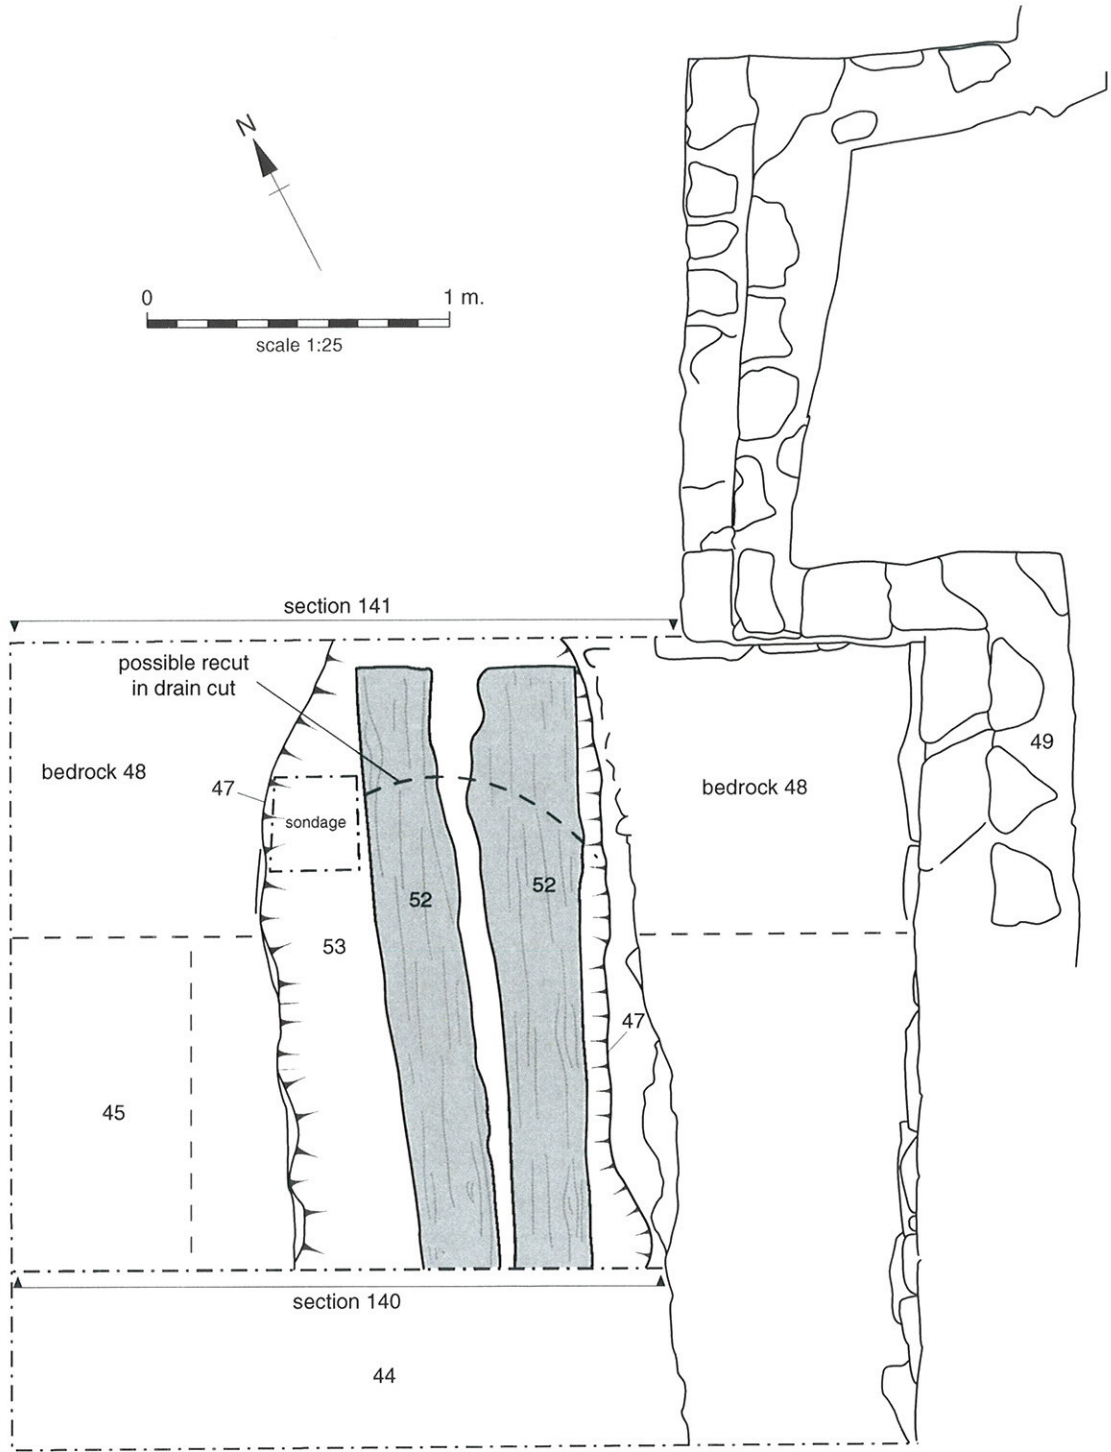 N
0 1 m.
scale 1:25
section 141
possible recut
in drain cut
bedrock 48
47
sondage
bedrock 48
49
52
52
53
47
45
section 140
44